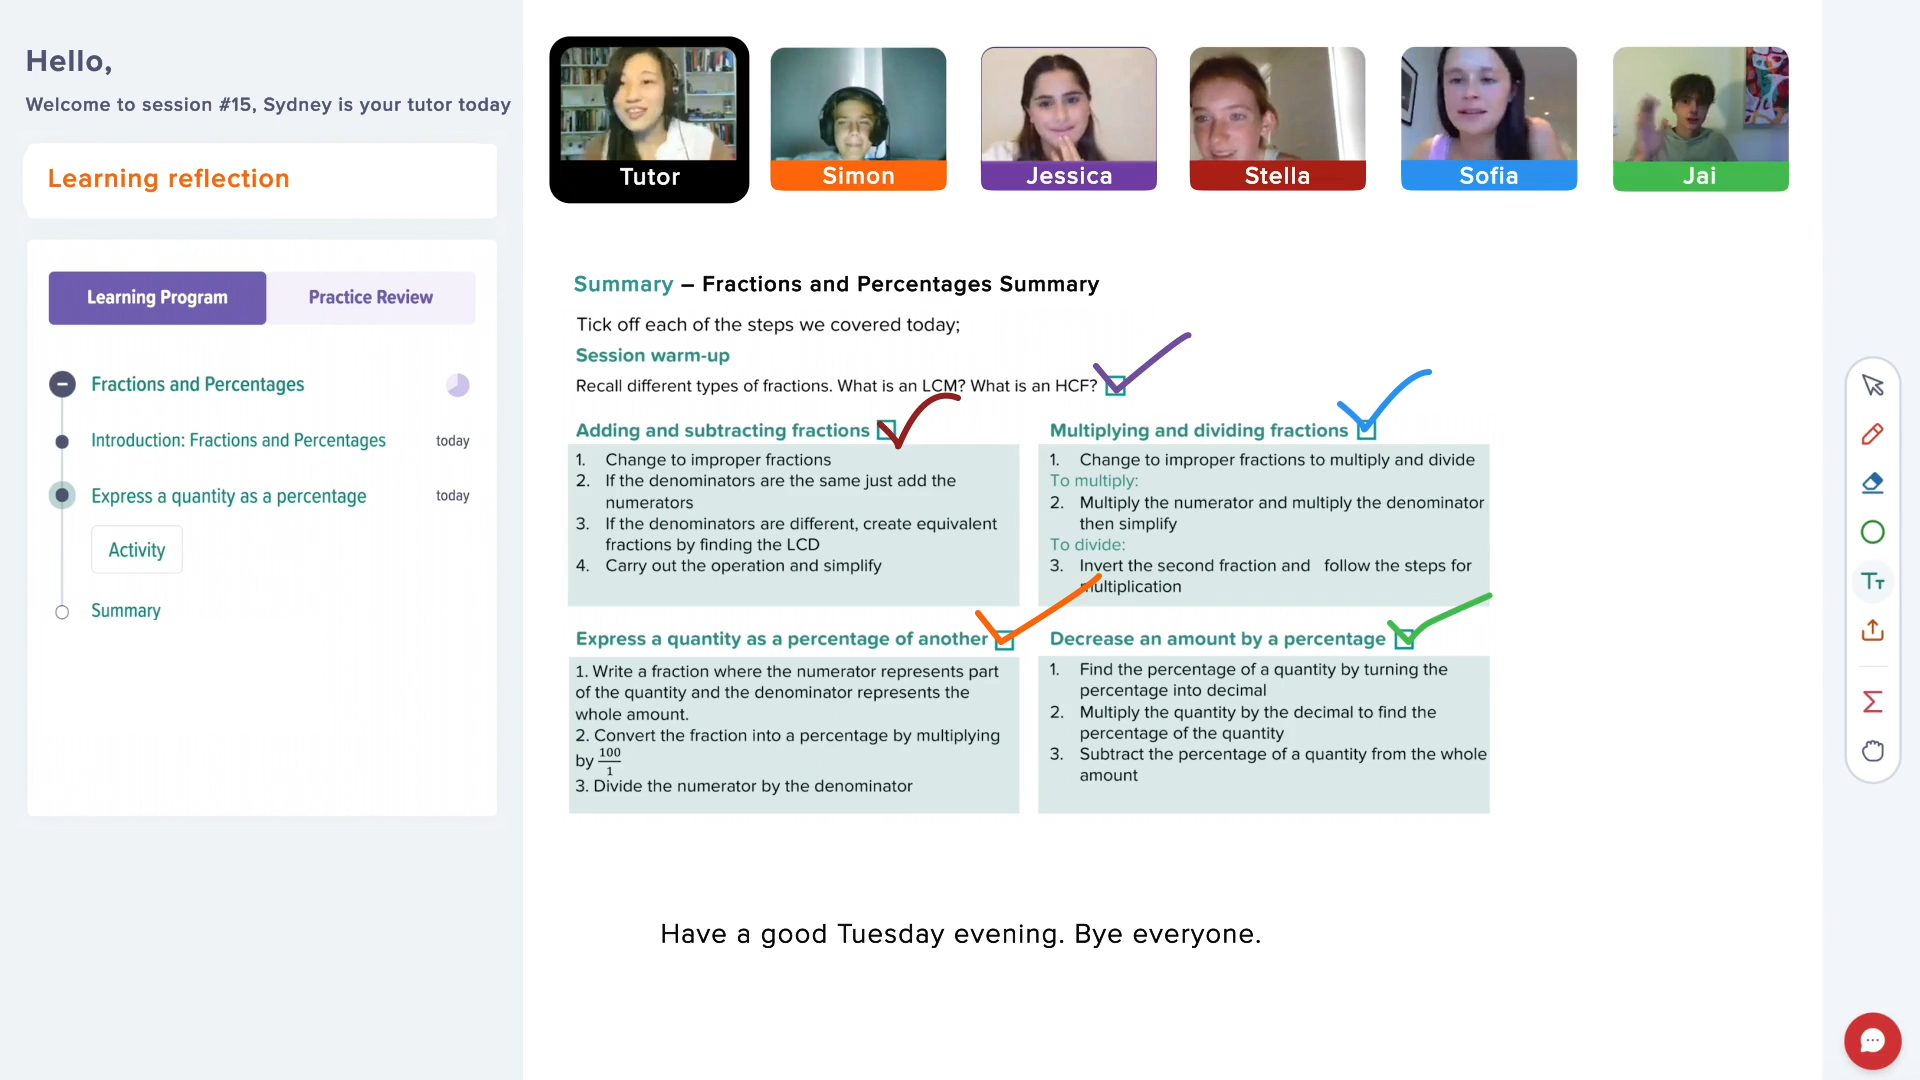 Hello,
Welcome to session #15, Sydney is your tutor today
Learning reflection
Learning Program
Practice Review
Fractions and Percentages
Introduction: Fractions and Percentages today
Express a quantity as a percentage today
Activity
Summary
Tutor
Simon
Jessica
Stella
Sofia
Jai
Summary – Fractions and Percentages Summary
Tick off each of the steps we covered today;
Session warm-up
Recall different types of fractions. What is an LCM? What is an HCF?
Adding and subtracting fractions
1. Change to improper fractions
2. If the denominators are the same just add the
numerators
3. If the denominators are different, create equivalent
fractions by finding the LCD
4. Carry out the operation and simplify
Multiplying and dividing fractions
1. Change to improper fractions to multiply and divide
To multiply:
2. Multiply the numerator and multiply the denominator
then simplify
To divide:
3. Invert the second fraction and follow the steps for
multiplication
Express a quantity as a percentage of another
1. Write a fraction where the numerator represents part
of the quantity and the denominator represents the
whole amount.
2. Convert the fraction into a percentage by multiplying
by 100/1
3. Divide the numerator by the denominator
Decrease an amount by a percentage
1. Find the percentage of a quantity by turning the
percentage into decimal
2. Multiply the quantity by the decimal to find the
percentage of the quantity
3. Subtract the percentage of a quantity from the whole
amount
Have a good Tuesday evening. Bye everyone.
Tт
Σ